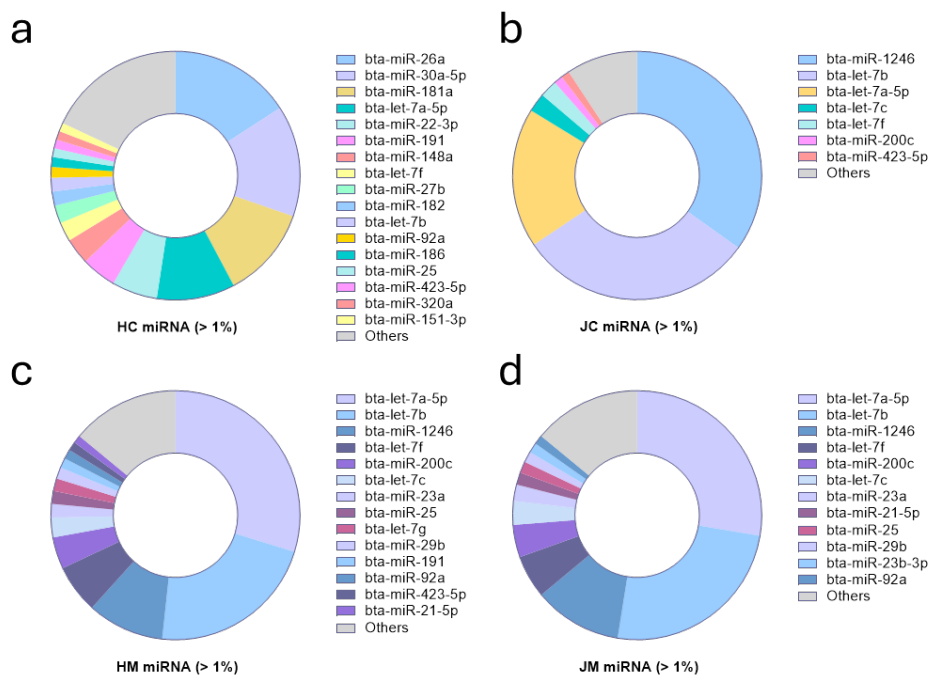 a
bta-miR-26a
bta-miR-30a-5p
bta-miR-181a
bta-let-7a-5p
bta-miR-22-3p
bta-miR-191
bta-miR-148a
bta-let-7f
bta-miR-27b
bta-miR-182
bta-let-7b
bta-miR-92a
bta-miR-186
bta-miR-25
bta-miR-423-5p
bta-miR-320a
bta-miR-151-3p
Others
HC miRNA (> 1%)
b
bta-miR-1246
bta-let-7b
bta-let-7a-5p
bta-let-7c
bta-let-7f
bta-miR-200c
bta-miR-423-5p
Others
JC miRNA (> 1%)
c
bta-let-7a-5p
bta-let-7b
bta-miR-1246
bta-let-7f
bta-miR-200c
bta-let-7c
bta-miR-23a
bta-miR-25
bta-let-7g
bta-miR-29b
bta-miR-191
bta-miR-92a
bta-miR-423-5p
bta-miR-21-5p
Others
HM miRNA (> 1%)
d
bta-let-7a-5p
bta-let-7b
bta-miR-1246
bta-let-7f
bta-miR-200c
bta-let-7c
bta-miR-23a
bta-miR-21-5p
bta-miR-25
bta-miR-29b
bta-miR-23b-3p
bta-miR-92a
Others
JM miRNA (> 1%)